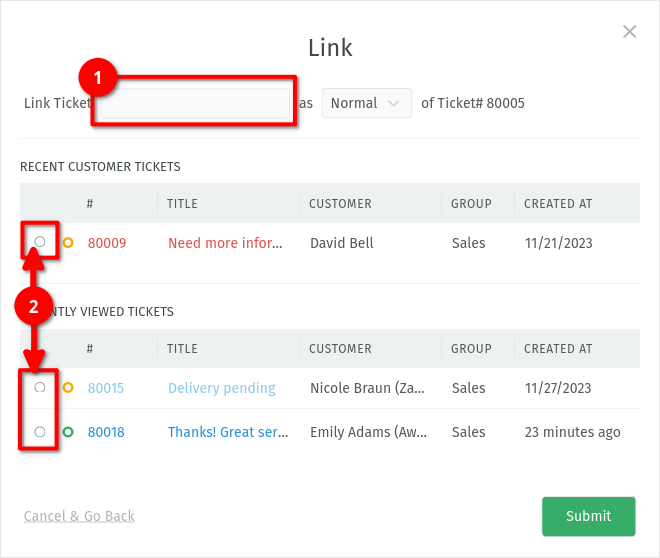 Link
1
Link Ticket as Normal of Ticket# 80005
RECENT CUSTOMER TICKETS
# TITLE CUSTOMER GROUP CREATED AT
80009 Need more infor... David Bell Sales 11/21/2023
2
NTLY VIEWED TICKETS
# TITLE CUSTOMER GROUP CREATED AT
80015 Delivery pending Nicole Braun (Za... Sales 11/27/2023
80018 Thanks! Great ser... Emily Adams (Aw... Sales 23 minutes ago
Cancel & Go Back Submit